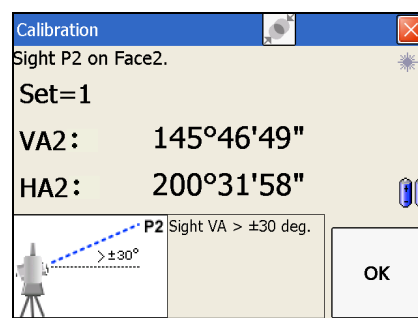 Calibration
Sight P2 on Face2.
Set=1
VA2: 145°46'49"
HA2: 200°31'58"
P2 Sight VA > ±30 deg.
>±30°
OK